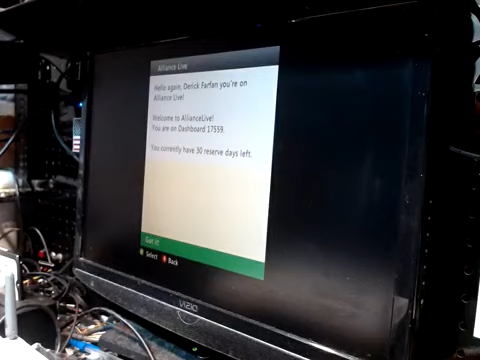 Alliance Live
Hello again, Derick Farfan you're on
Alliance Live!
Welcome to AllianceLive!
You are on Dashboard 17559.
You currently have 30 reserve days left.
Got it!
Select Back
VIZIO